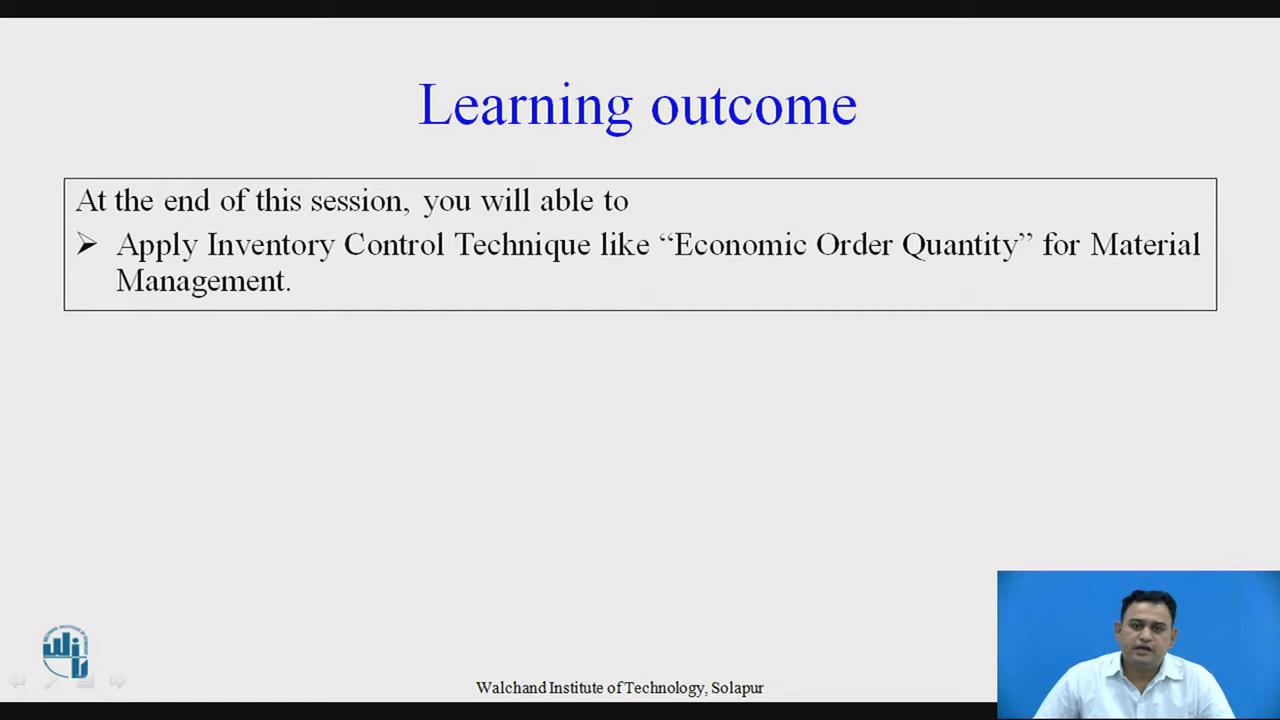 Learning outcome
At the end of this session, you will able to
➢ Apply Inventory Control Technique like “Economic Order Quantity” for Material
Management.
Walchand Institute of Technology, Solapur